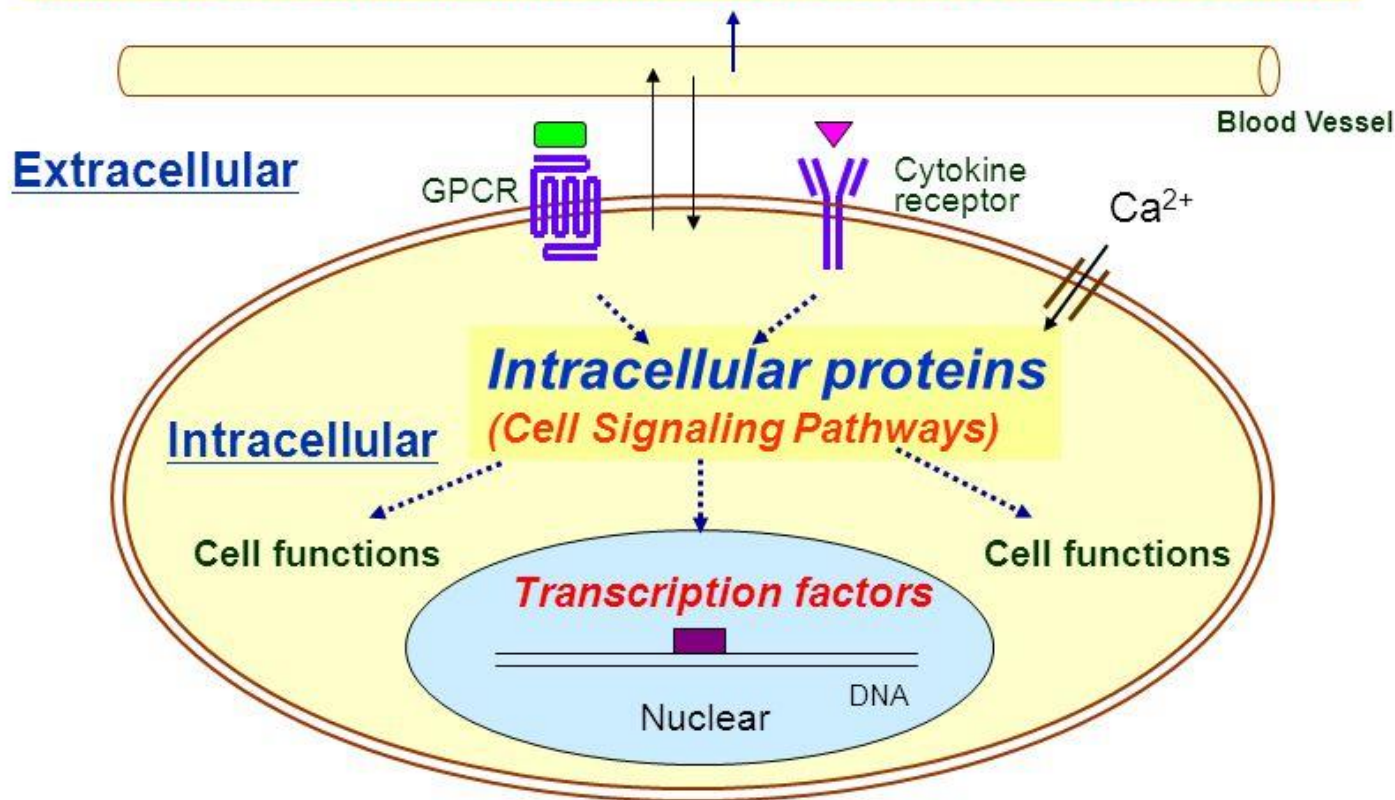 Blood Vessel
Extracellular
GPCR
Cytokine
receptor
Ca²⁺
Intracellular proteins
(Cell Signaling Pathways)
Intracellular
Cell functions
Cell functions
Transcription factors
DNA
Nuclear